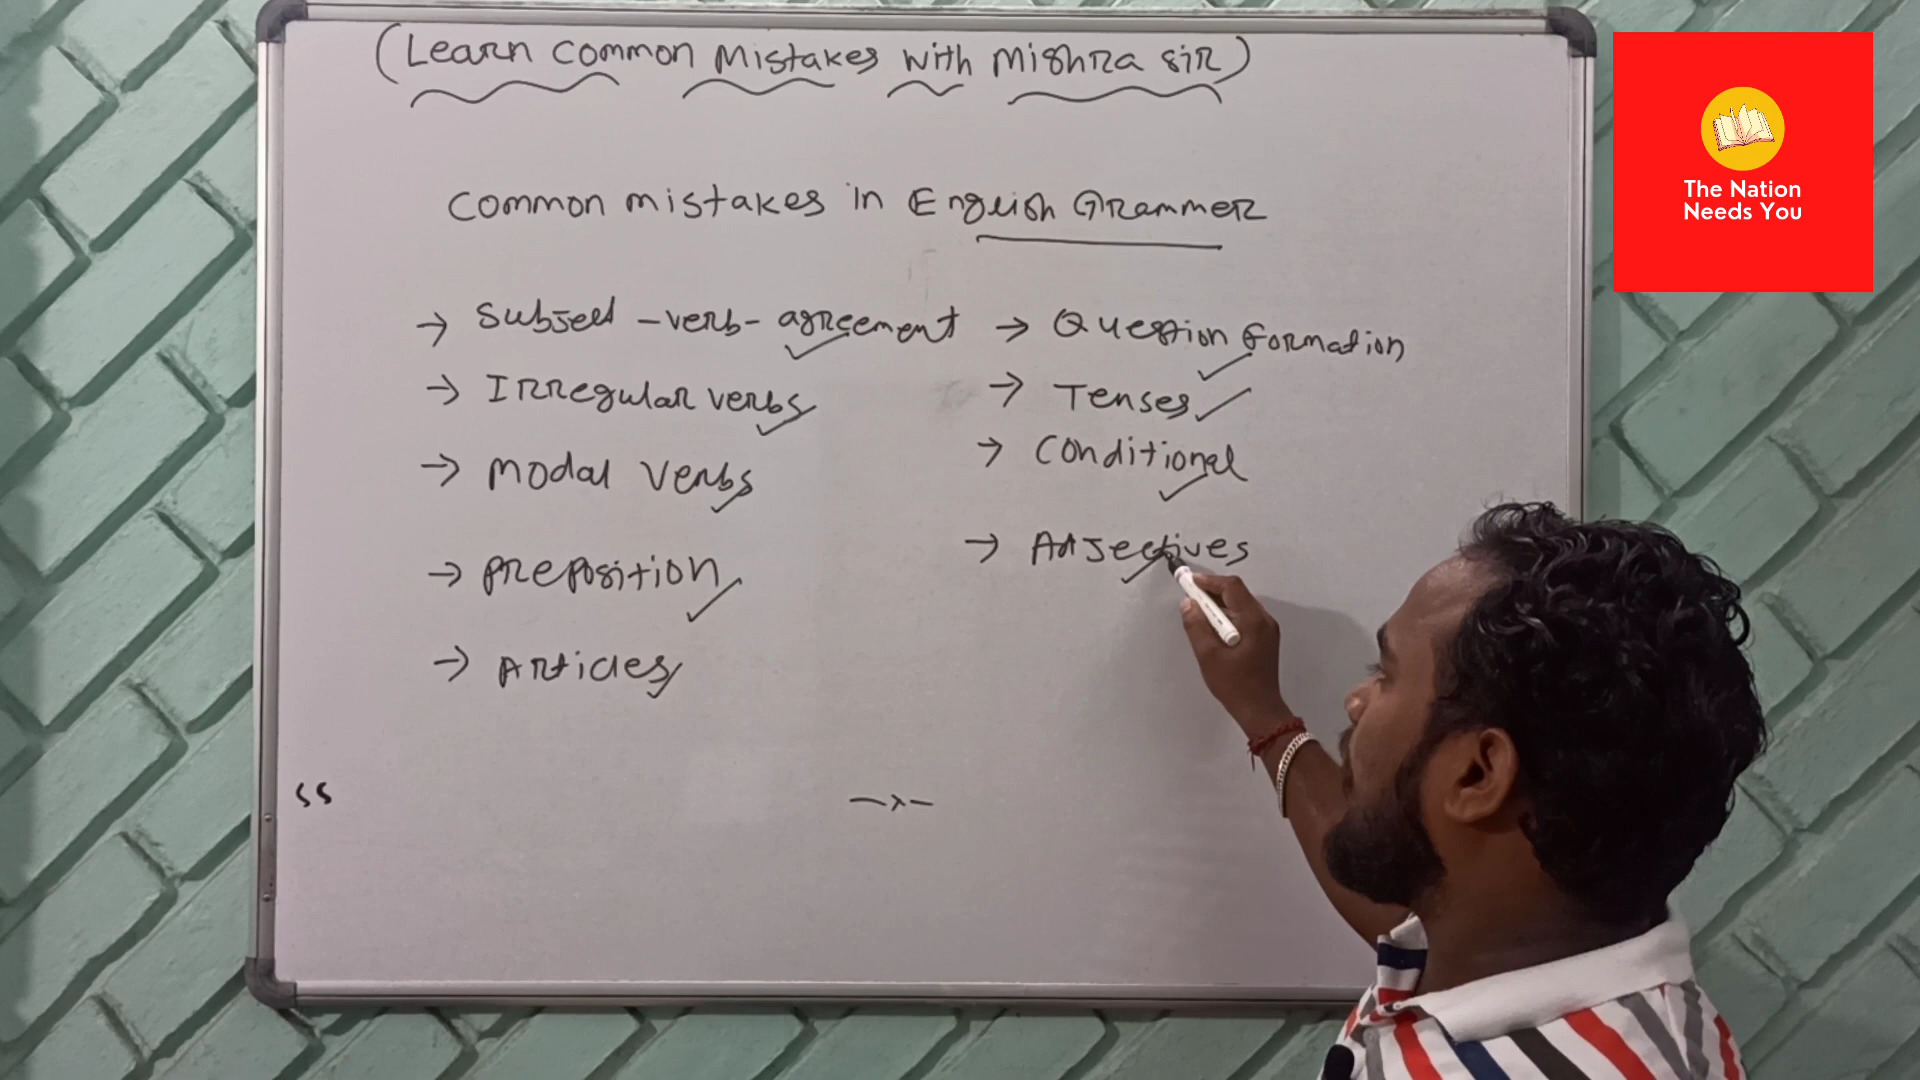 (Learn Common Mistakes with Mishra Sir)
Common mistakes in English Grammer
→ Subject -verb- agreement
→ Irregular verbs
→ Modal verbs
→ Preposition
→ Articles
→ Question Formation
→ Tenses
→ Conditional
→ Adjectives
The Nation
Needs You